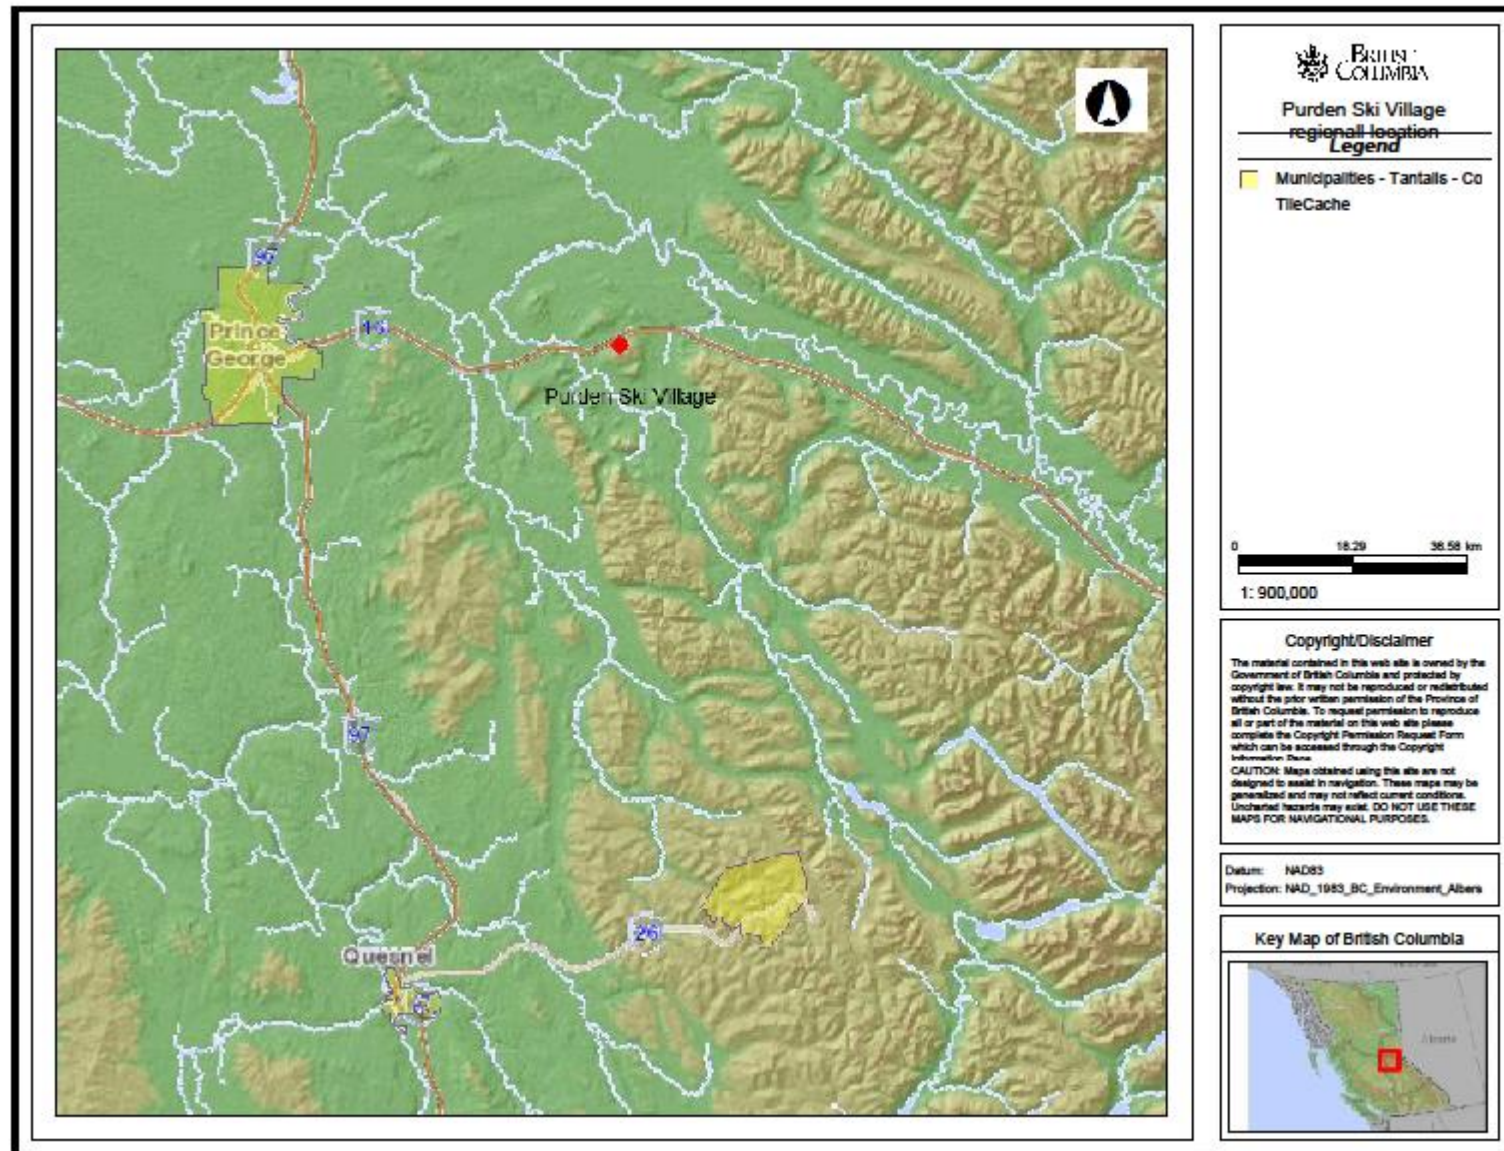 97
Prince
George
16
Purden Ski Village
97
Quesnel
26
BRITISH
COLUMBIA
Purden Ski Village
regionall location
Legend
Municipalities - Tantalis - Co
TileCache
0 18.29 36.58 km
1: 900,000
Copyright/Disclaimer
The material contained in this web site is owned by the
Government of British Columbia and protected by
copyright law. It may not be reproduced or redistributed
without the prior written permission of the Province of
British Columbia. To request permission to reproduce
all or part of the material on this web site please
complete the Copyright Permission Request Form
which can be accessed through the Copyright
Information Page.
CAUTION: Maps obtained using this site are not
designed to assist in navigation. These maps may be
generalized and may not reflect current conditions.
Uncharted hazards may exist. DO NOT USE THESE
MAPS FOR NAVIGATIONAL PURPOSES.
Datum: NAD83
Projection: NAD_1983_BC_Environment_Albers
Key Map of British Columbia
Alberta